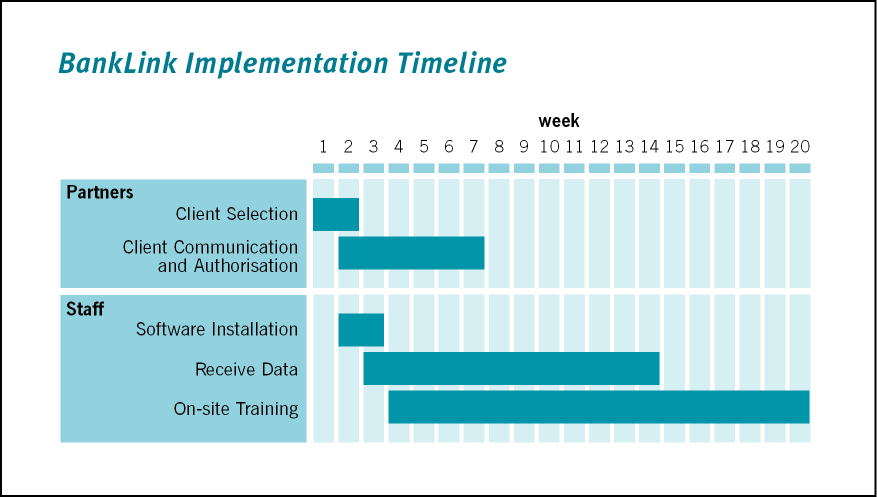 BankLink Implementation Timeline
week
1 2 3 4 5 6 7 8 9 10 11 12 13 14 15 16 17 18 19 20
Partners
Client Selection
Client Communication
and Authorisation
Staff
Software Installation
Receive Data
On-site Training